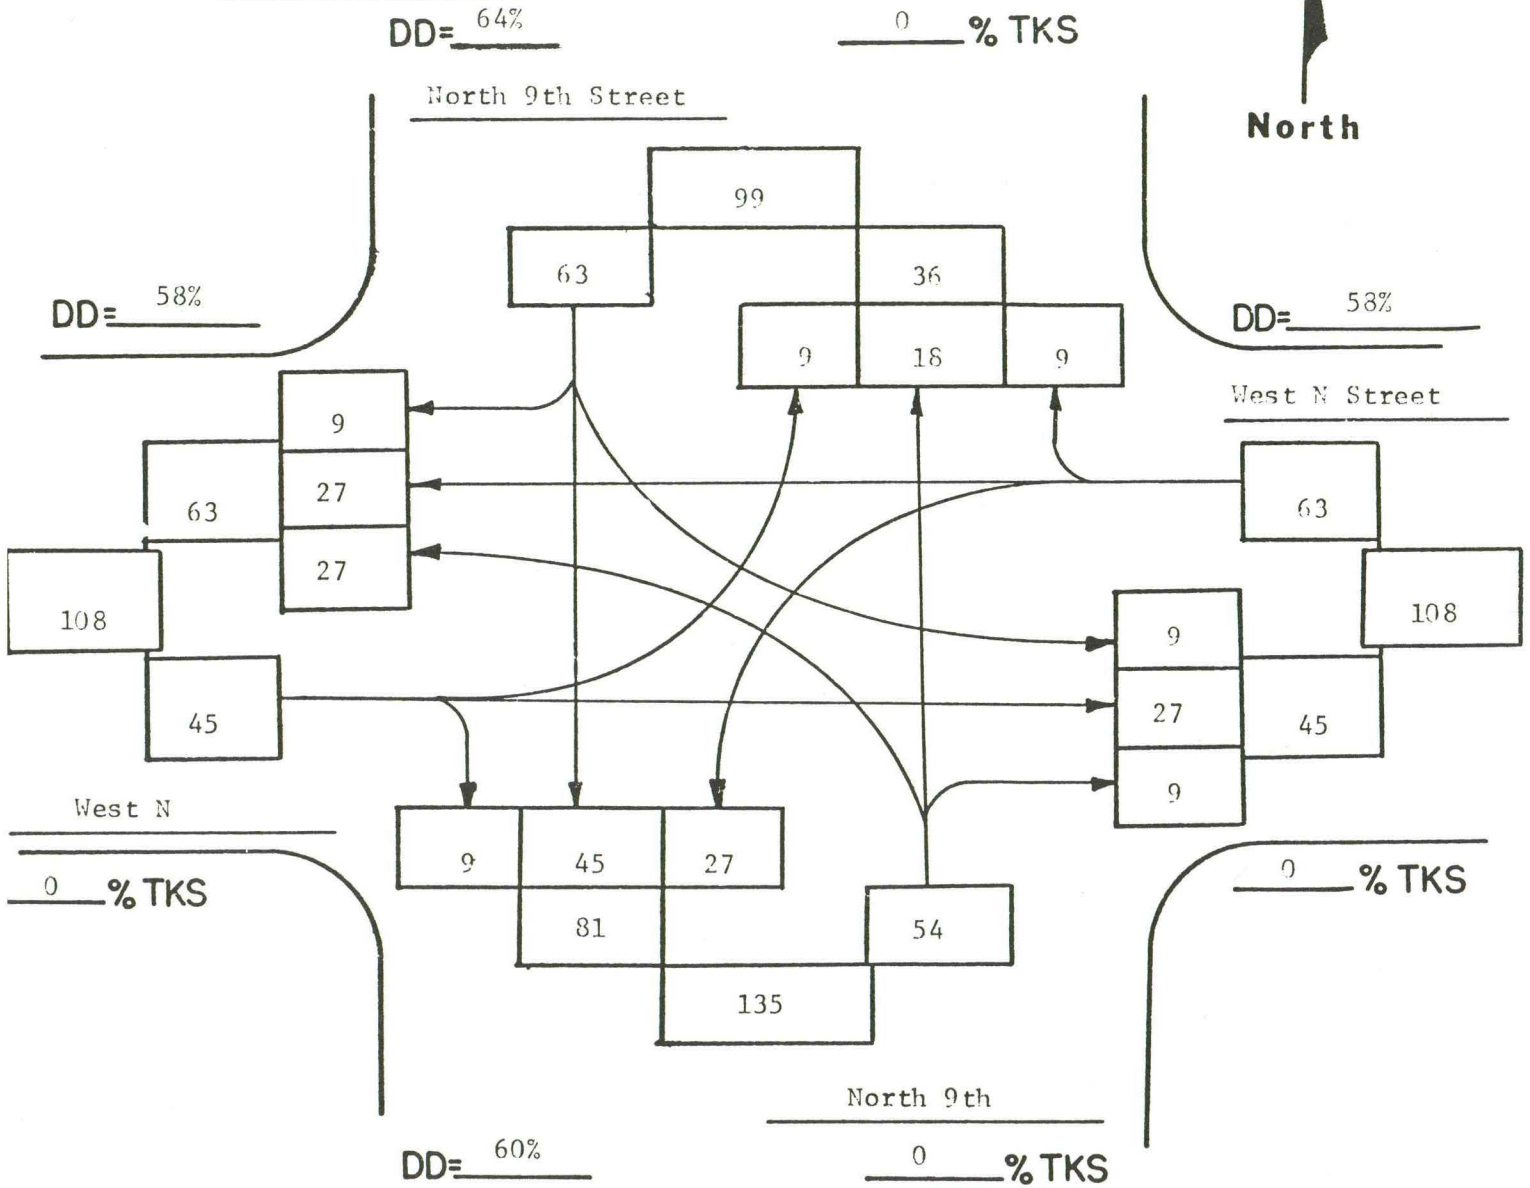 DD= 64%
0 % TKS
North 9th Street
North
99
63
36
DD= 58%
DD= 58%
9 18 9
West N Street
9
27
63
63
27
108
108
9
45
27
45
9
West N
9 45 27
0 % TKS
0 % TKS
81
54
135
North 9th
DD= 60%
0 % TKS